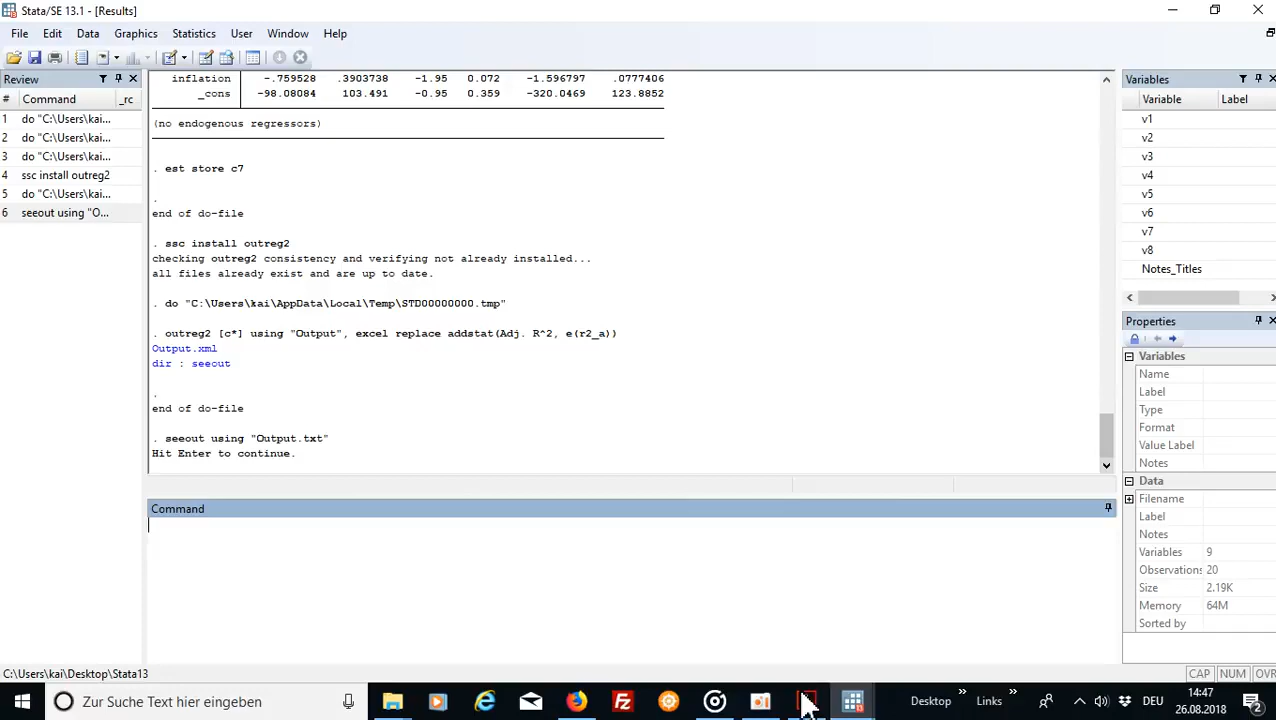 Stata/SE 13.1 - [Results]
File Edit Data Graphics Statistics User Window Help
Review
# Command _rc
1 do "C:\Users\kai...
2 do "C:\Users\kai...
3 do "C:\Users\kai...
4 ssc install outreg2
5 do "C:\Users\kai...
6 seeout using "O...
inflation -.759528 .3903738 -1.95 0.072 -1.596797 .0777406
_cons -98.08084 103.491 -0.95 0.359 -320.0469 123.8852
(no endogenous regressors)
. est store c7
.
end of do-file
. ssc install outreg2
checking outreg2 consistency and verifying not already installed...
all files already exist and are up to date.
. do "C:\Users\kai\AppData\Local\Temp\STD00000000.tmp"
. outreg2 [c*] using "Output", excel replace addstat(Adj. R^2, e(r2_a))
Output.xml
dir : seeout
.
end of do-file
. seeout using "Output.txt"
Hit Enter to continue.
Command
Variables
Variable Label
v1
v2
v3
v4
v5
v6
v7
v8
Notes_Titles
Properties
Variables
Name
Label
Type
Format
Value Label
Notes
Data
Filename
Label
Notes
Variables 9
Observations 20
Size 2.19K
Memory 64M
Sorted by
C:\Users\kai\Desktop\Stata13
CAP NUM OVR
Zur Suche Text hier eingeben
Desktop » Links » DEU
14:47
26.08.2018
2